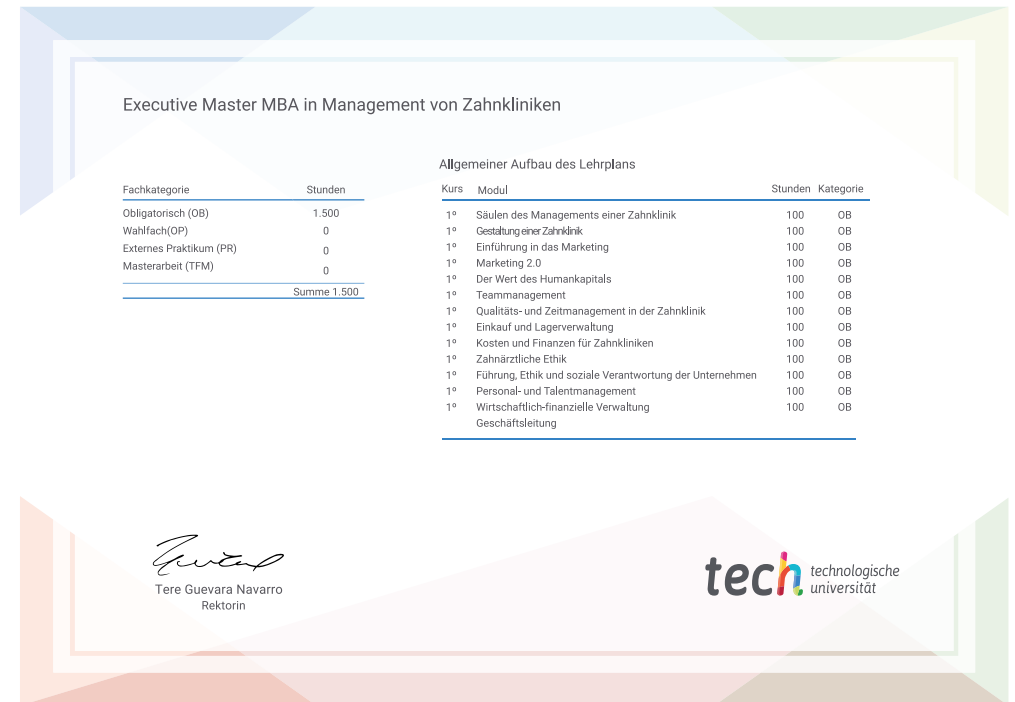 Executive Master MBA in Management von Zahnkliniken
Fachkategorie Stunden
Obligatorisch (OB) 1.500
Wahlfach(OP) 0
Externes Praktikum (PR) 0
Masterarbeit (TFM) 0
Summe 1.500
Allgemeiner Aufbau des Lehrplans
Kurs Modul Stunden Kategorie
1º Säulen des Managements einer Zahnklinik 100 OB
1º Gestaltung einer Zahnklinik 100 OB
1º Einführung in das Marketing 100 OB
1º Marketing 2.0 100 OB
1º Der Wert des Humankapitals 100 OB
1º Teammanagement 100 OB
1º Qualitäts- und Zeitmanagement in der Zahnklinik 100 OB
1º Einkauf und Lagerverwaltung 100 OB
1º Kosten und Finanzen für Zahnkliniken 100 OB
1º Zahnärztliche Ethik 100 OB
1º Führung, Ethik und soziale Verantwortung der Unternehmen 100 OB
1º Personal- und Talentmanagement 100 OB
1º Wirtschaftlich-finanzielle Verwaltung 100 OB
Geschäftsleitung
Tere Guevara Navarro
Rektorin
tech technologische
universität